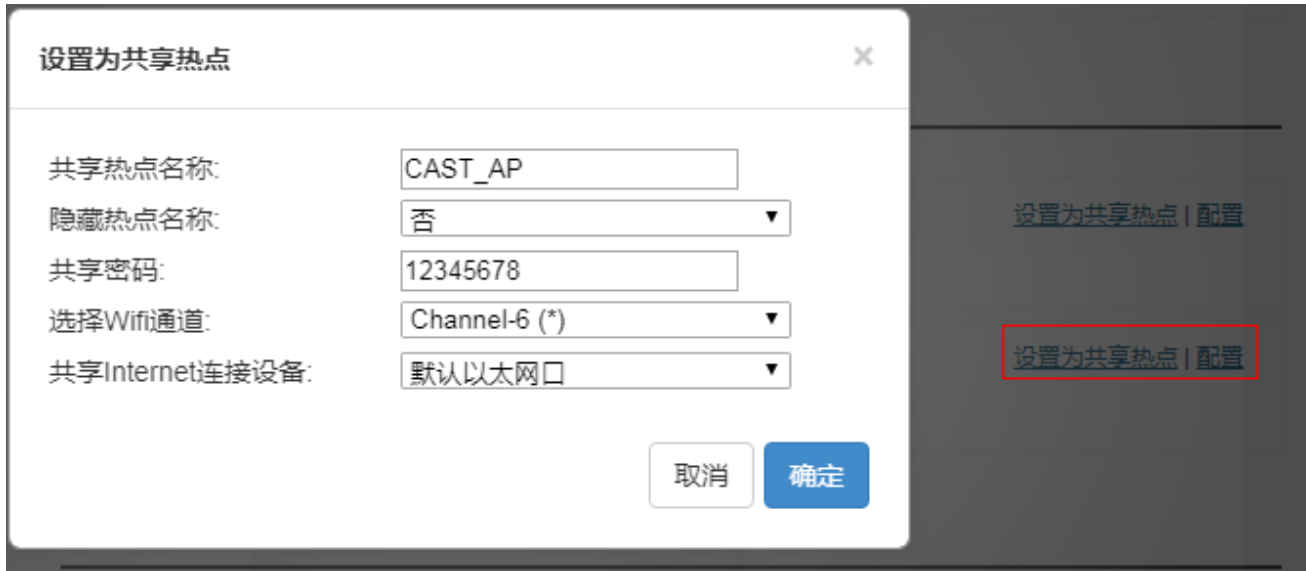 设置为共享热点 ×
共享热点名称: CAST_AP
隐藏热点名称: 否
共享密码: 12345678
选择Wifi通道: Channel-6 (*)
共享Internet连接设备: 默认以太网口
取消 确定
设置为共享热点 | 配置
设置为共享热点 | 配置